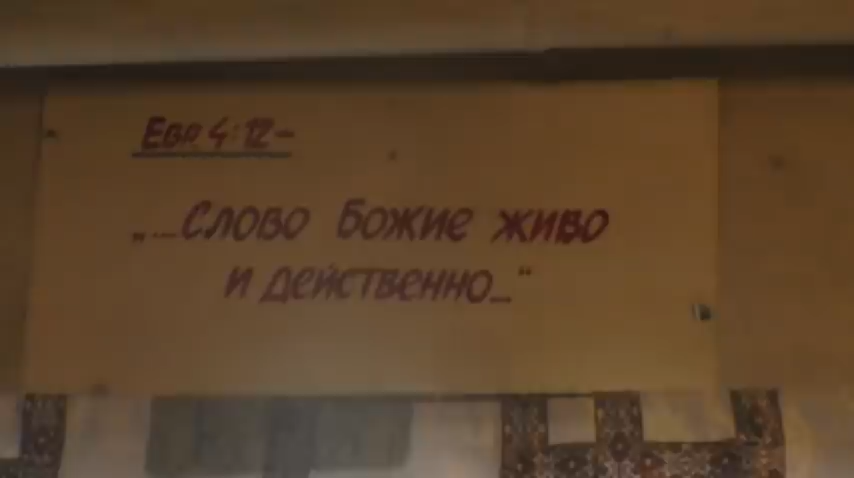 Евр. 4:12–
„...Слово Божие живо
и действенно..."